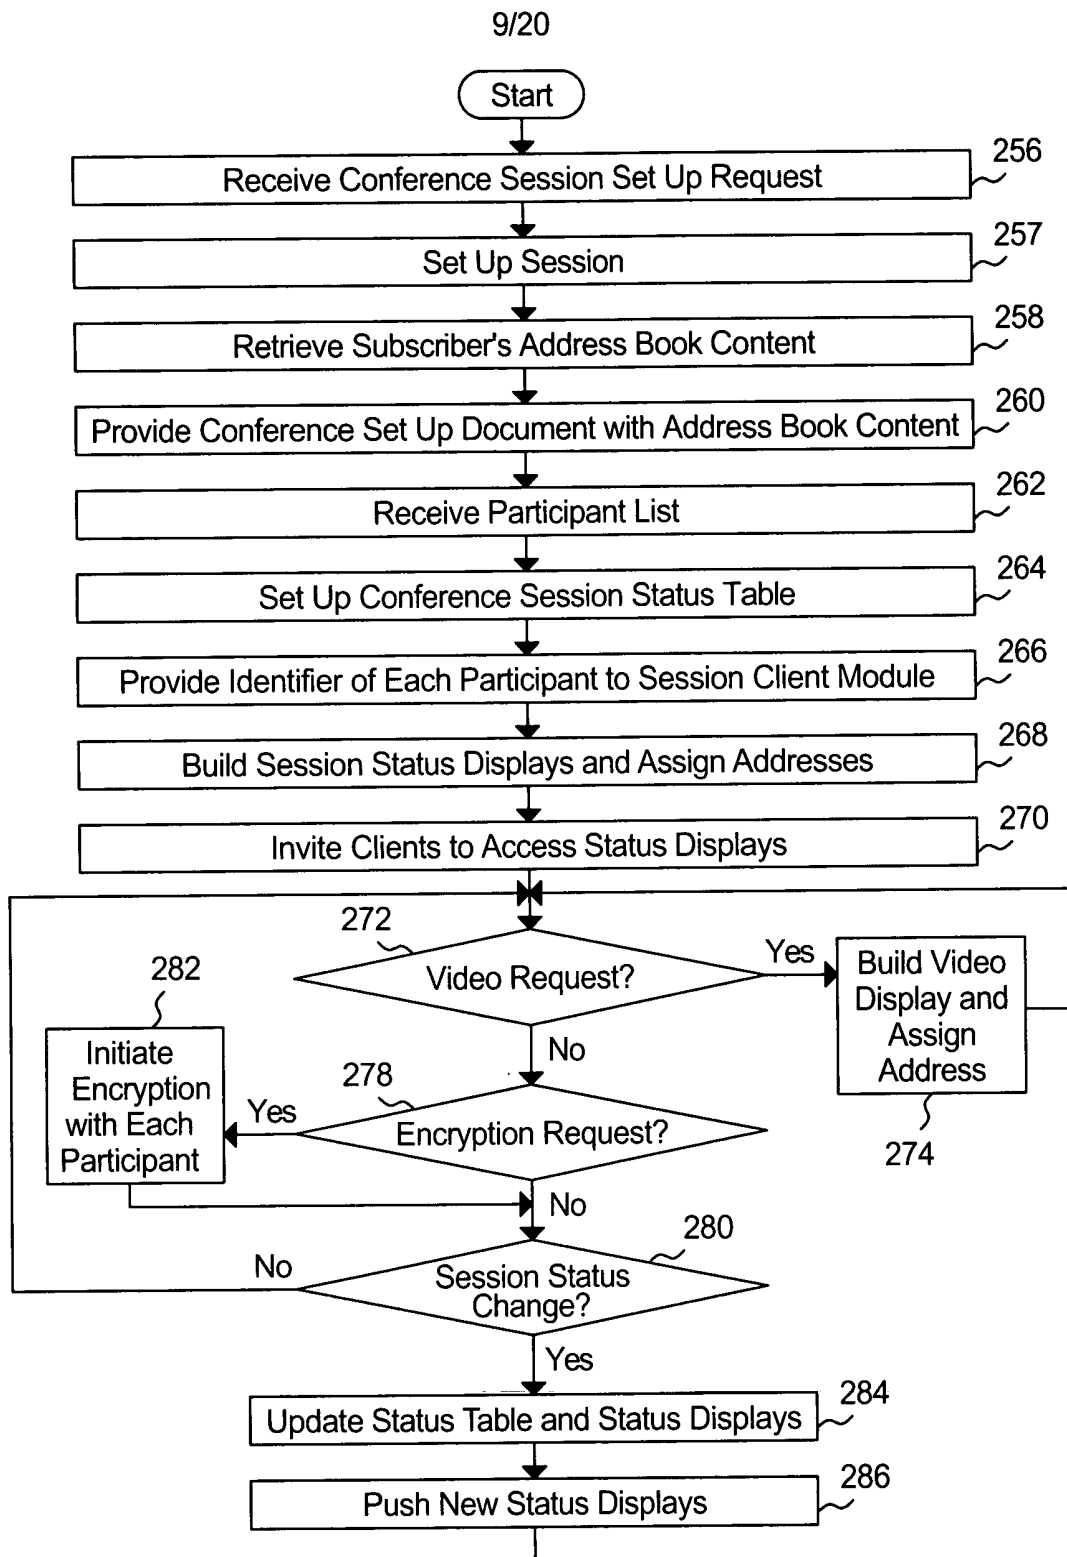 9/20
Start
Receive Conference Session Set Up Request
256
Set Up Session
257
Retrieve Subscriber's Address Book Content
258
Provide Conference Set Up Document with Address Book Content
260
Receive Participant List
262
Set Up Conference Session Status Table
264
Provide Identifier of Each Participant to Session Client Module
266
Build Session Status Displays and Assign Addresses
268
Invite Clients to Access Status Displays
270
272
Video Request?
Yes
Build Video
Display and
Assign
Address
274
No
282
Initiate
Encryption
with Each
Participant
Yes
278
Encryption Request?
No
280
Session Status
Change?
No
Yes
Update Status Table and Status Displays
284
Push New Status Displays
286